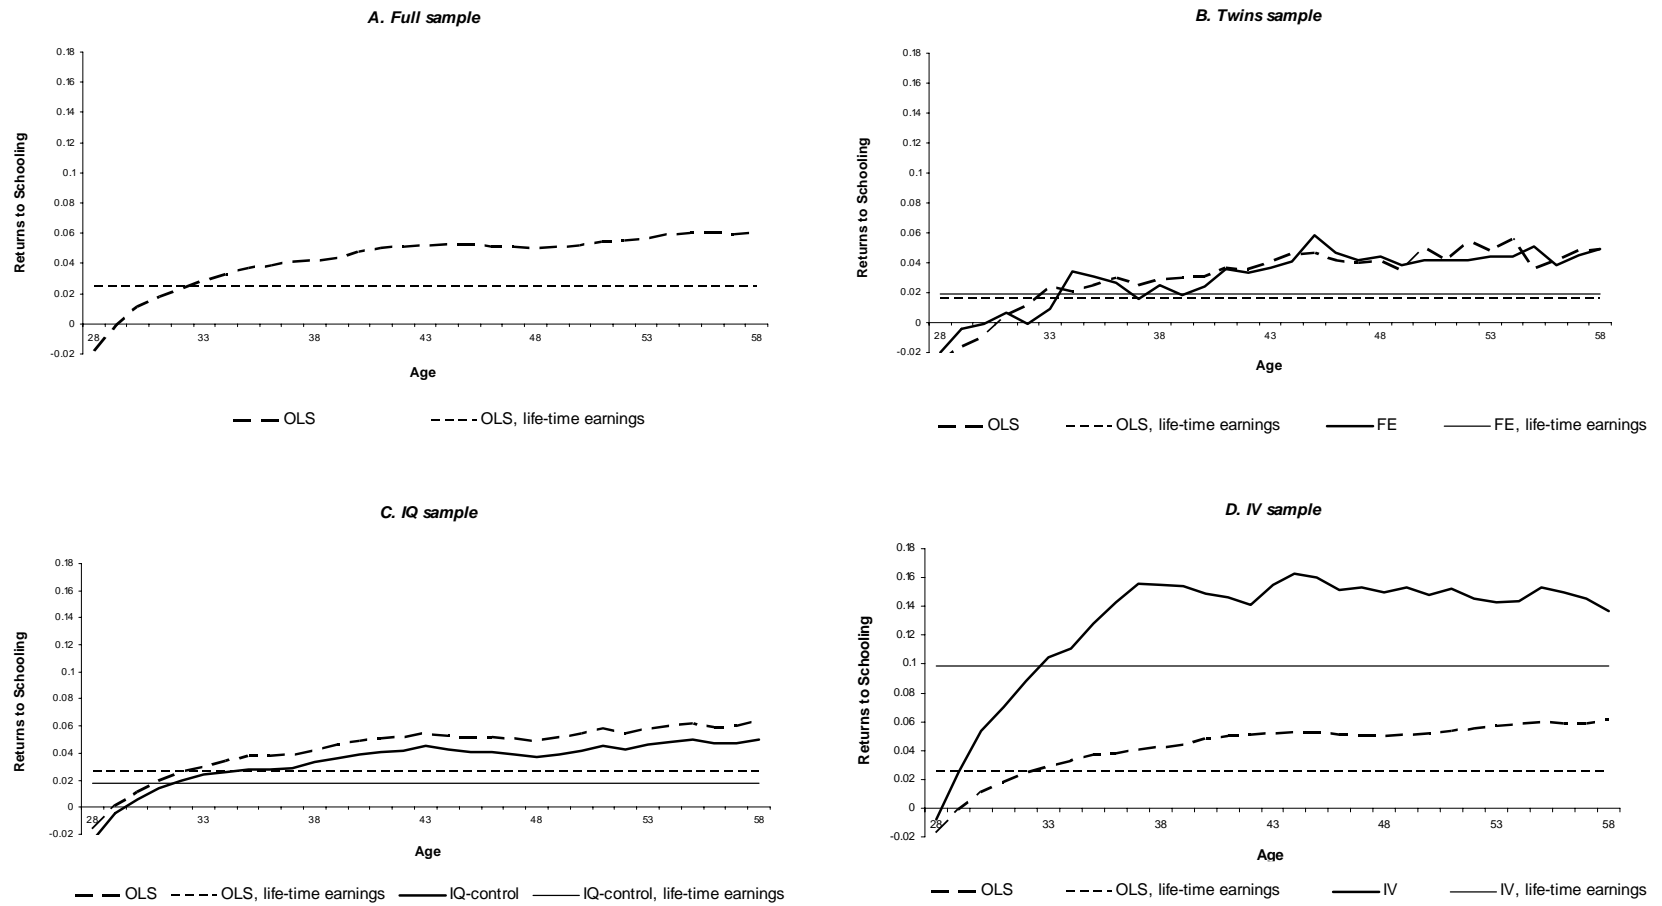 A. Full sample
0.18
0.16
0.14
0.12
0.1
0.08
0.06
0.04
0.02
0
-0.02
Returns to Schooling
28 33 38 43 48 53 58
Age
OLS OLS, life-time earnings
B. Twins sample
0.18
0.16
0.14
0.12
0.1
0.08
0.06
0.04
0.02
0
-0.02
Returns to Schooling
28 33 38 43 48 53 58
Age
OLS OLS, life-time earnings FE FE, life-time earnings
C. IQ sample
0.18
0.16
0.14
0.12
0.1
0.08
0.06
0.04
0.02
0
-0.02
Returns to Schooling
28 33 38 43 48 53 58
Age
OLS OLS, life-time earnings IQ-control IQ-control, life-time earnings
D. IV sample
0.18
0.16
0.14
0.12
0.1
0.08
0.06
0.04
0.02
0
-0.02
Returns to Schooling
28 33 38 43 48 53 58
Age
OLS OLS, life-time earnings IV IV, life-time earnings